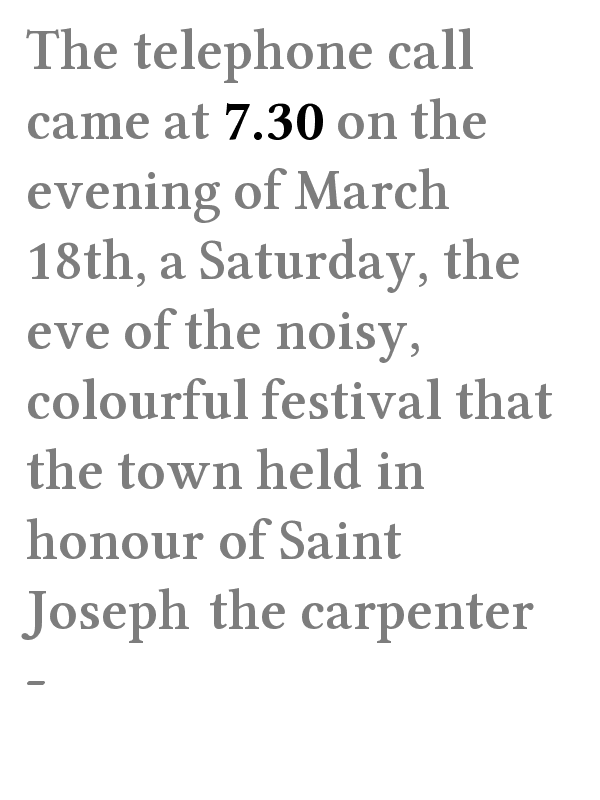 The telephone call
came at 7.30 on the
evening of March
18th, a Saturday, the
eve of the noisy,
colourful festival that
the town held in
honour of Saint
Joseph the carpenter
-